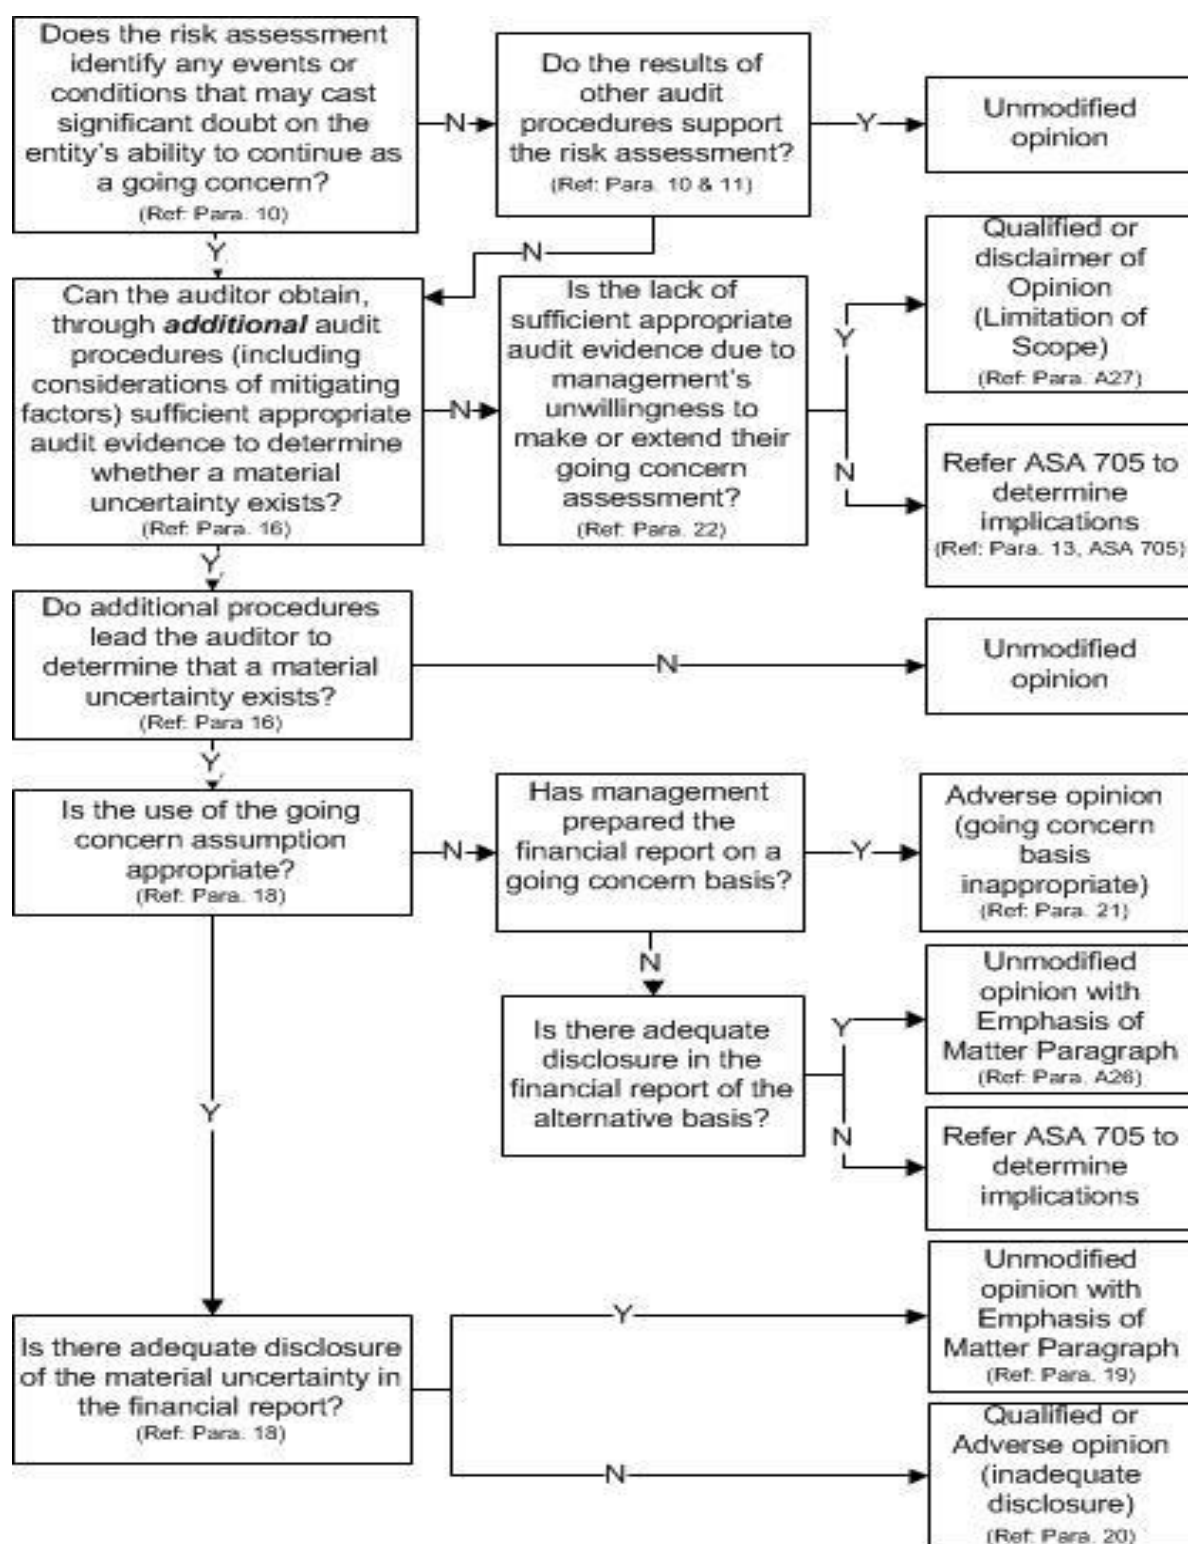 Does the risk assessment
identify any events or
conditions that may cast
significant doubt on the
entity's ability to continue as
a going concern?
(Ref: Para. 10)
N
Do the results of
other audit
procedures support
the risk assessment?
(Ref: Para. 10 & 11)
Y
Unmodified
opinion
Y
N
Can the auditor obtain,
through additional audit
procedures (including
considerations of mitigating
factors) sufficient appropriate
audit evidence to determine
whether a material
uncertainty exists?
(Ref: Para. 16)
N
Is the lack of
sufficient appropriate
audit evidence due to
management's
unwillingness to
make or extend their
going concern
assessment?
(Ref: Para. 22)
Y
Qualified or
disclaimer of
Opinion
(Limitation of
Scope)
(Ref: Para. A27)
N
Refer ASA 705 to
determine
implications
(Ref: Para. 13, ASA 705)
Y
Do additional procedures
lead the auditor to
determine that a material
uncertainty exists?
(Ref: Para 16)
N
Unmodified
opinion
Y
Is the use of the going
concern assumption
appropriate?
(Ref: Para. 18)
N
Has management
prepared the
financial report on a
going concern basis?
Y
Adverse opinion
(going concern
basis
inappropriate)
(Ref: Para. 21)
N
Is there adequate
disclosure in the
financial report of the
alternative basis?
Y
Unmodified
opinion with
Emphasis of
Matter Paragraph
(Ref: Para. A26)
N
Refer ASA 705 to
determine
implications
Y
Is there adequate disclosure
of the material uncertainty in
the financial report?
(Ref: Para. 18)
Y
Unmodified
opinion with
Emphasis of
Matter Paragraph
(Ref: Para. 19)
N
Qualified or
Adverse opinion
(inadequate
disclosure)
(Ref: Para. 20)